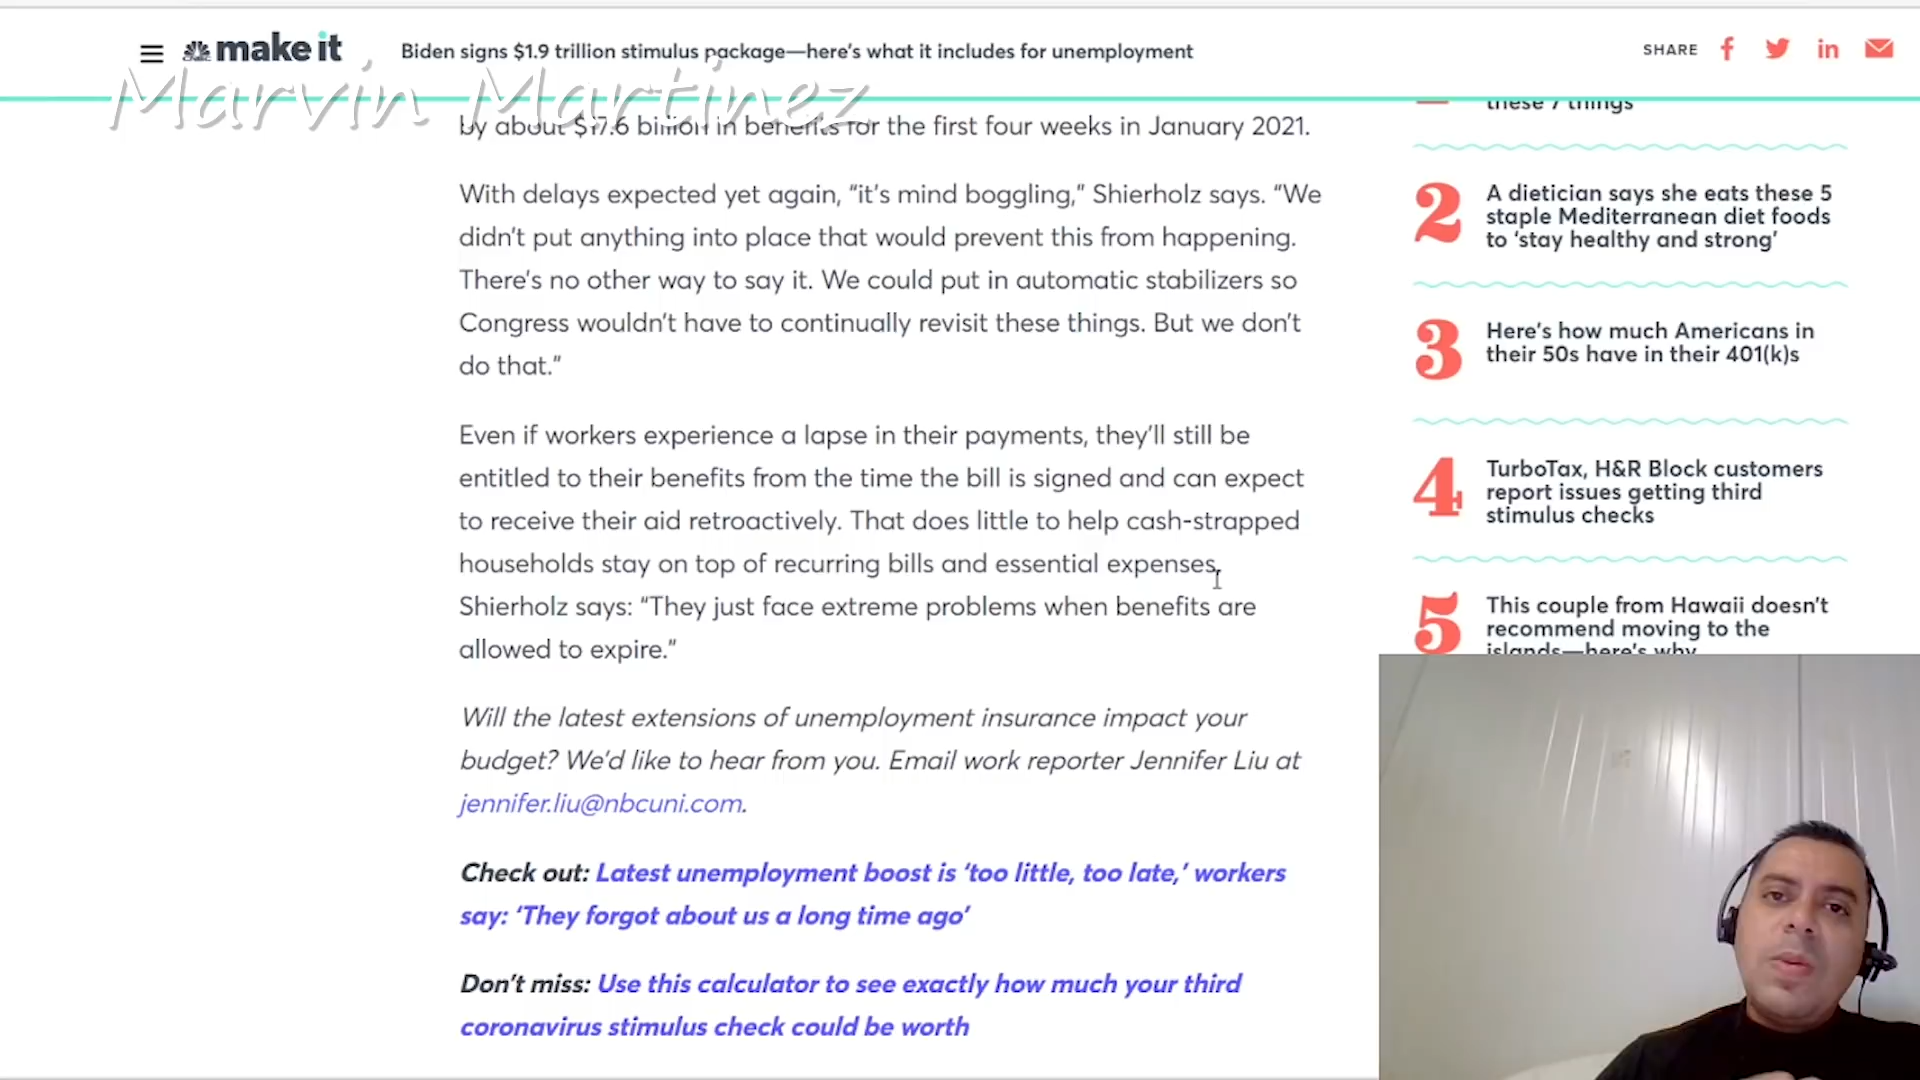 make it
Biden signs $1.9 trillion stimulus package—here's what it includes for unemployment
SHARE
Marvin Martinez
by about $17.6 billion in benefits for the first four weeks in January 2021.
With delays expected yet again, “it's mind boggling,” Shierholz says. “We
didn't put anything into place that would prevent this from happening.
There's no other way to say it. We could put in automatic stabilizers so
Congress wouldn't have to continually revisit these things. But we don't
do that.”
Even if workers experience a lapse in their payments, they'll still be
entitled to their benefits from the time the bill is signed and can expect
to receive their aid retroactively. That does little to help cash-strapped
households stay on top of recurring bills and essential expenses,
Shierholz says: “They just face extreme problems when benefits are
allowed to expire.”
Will the latest extensions of unemployment insurance impact your
budget? We'd like to hear from you. Email work reporter Jennifer Liu at
jennifer.liu@nbcuni.com.
Check out: Latest unemployment boost is ‘too little, too late,’ workers
say: ‘They forgot about us a long time ago’
Don't miss: Use this calculator to see exactly how much your third
coronavirus stimulus check could be worth
these 7 things
2
A dietician says she eats these 5
staple Mediterranean diet foods
to ‘stay healthy and strong’
3
Here's how much Americans in
their 50s have in their 401(k)s
4
TurboTax, H&R Block customers
report issues getting third
stimulus checks
5
This couple from Hawaii doesn't
recommend moving to the
islands—here's why